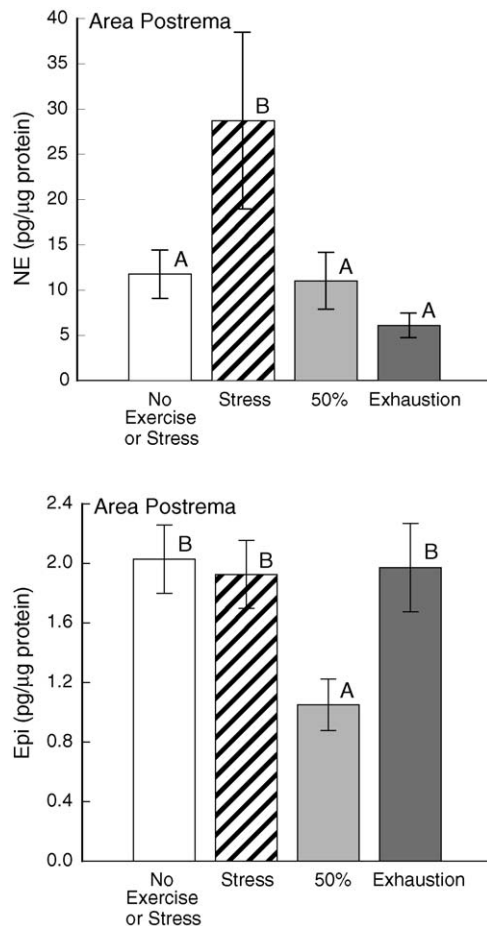 Area Postrema
NE (pg/μg protein)
40
35
30
25
20
15
10
5
0
A
B
A
A
No
Exercise
or Stress
Stress
50%
Exhaustion
Area Postrema
Epi (pg/μg protein)
2.4
2.0
1.6
1.2
0.8
0.4
0.0
B
B
A
B
No
Exercise
or Stress
Stress
50%
Exhaustion